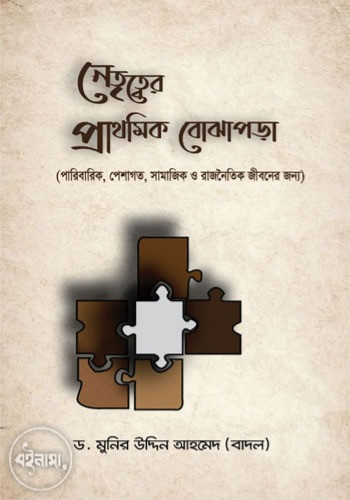 নেতৃত্বের
প্রাথমিক বোঝাপড়া
(পারিবারিক, পেশাগত, সামাজিক ও রাজনৈতিক জীবনের জন্য)
ড. মুনির উদ্দিন আহমেদ (বাদল)
বইনামা